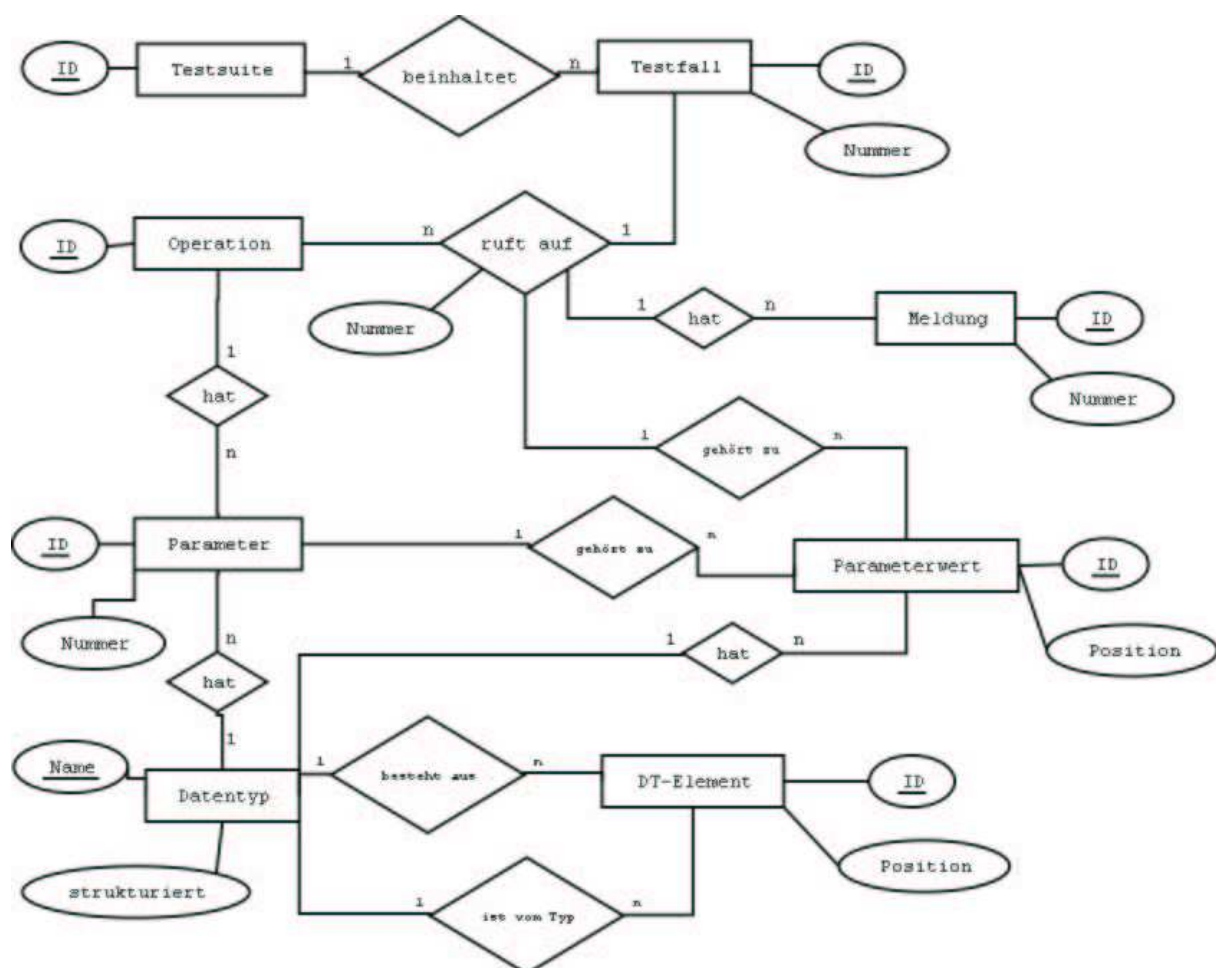 ID
Testsuite
1
beinhaltet
n
Testfall
ID
Nummer
ID
Operation
n
ruft auf
1
Nummer
1
hat
n
Meldung
ID
Nummer
1
hat
n
1
gehört zu
n
ID
Parameter
1
gehört zu
n
Parameterwert
ID
Nummer
n
hat
1
1
hat
n
Position
Name
Datentyp
1
besteht aus
n
DT-Element
ID
Position
strukturiert
1
ist vom Typ
n